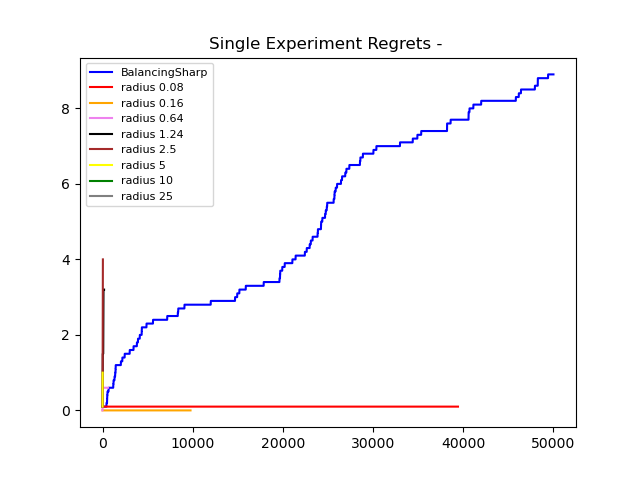 Single Experiment Regrets -
BalancingSharp
radius 0.08
radius 0.16
radius 0.64
radius 1.24
radius 2.5
radius 5
radius 10
radius 25
8
6
4
2
0
0 10000 20000 30000 40000 50000